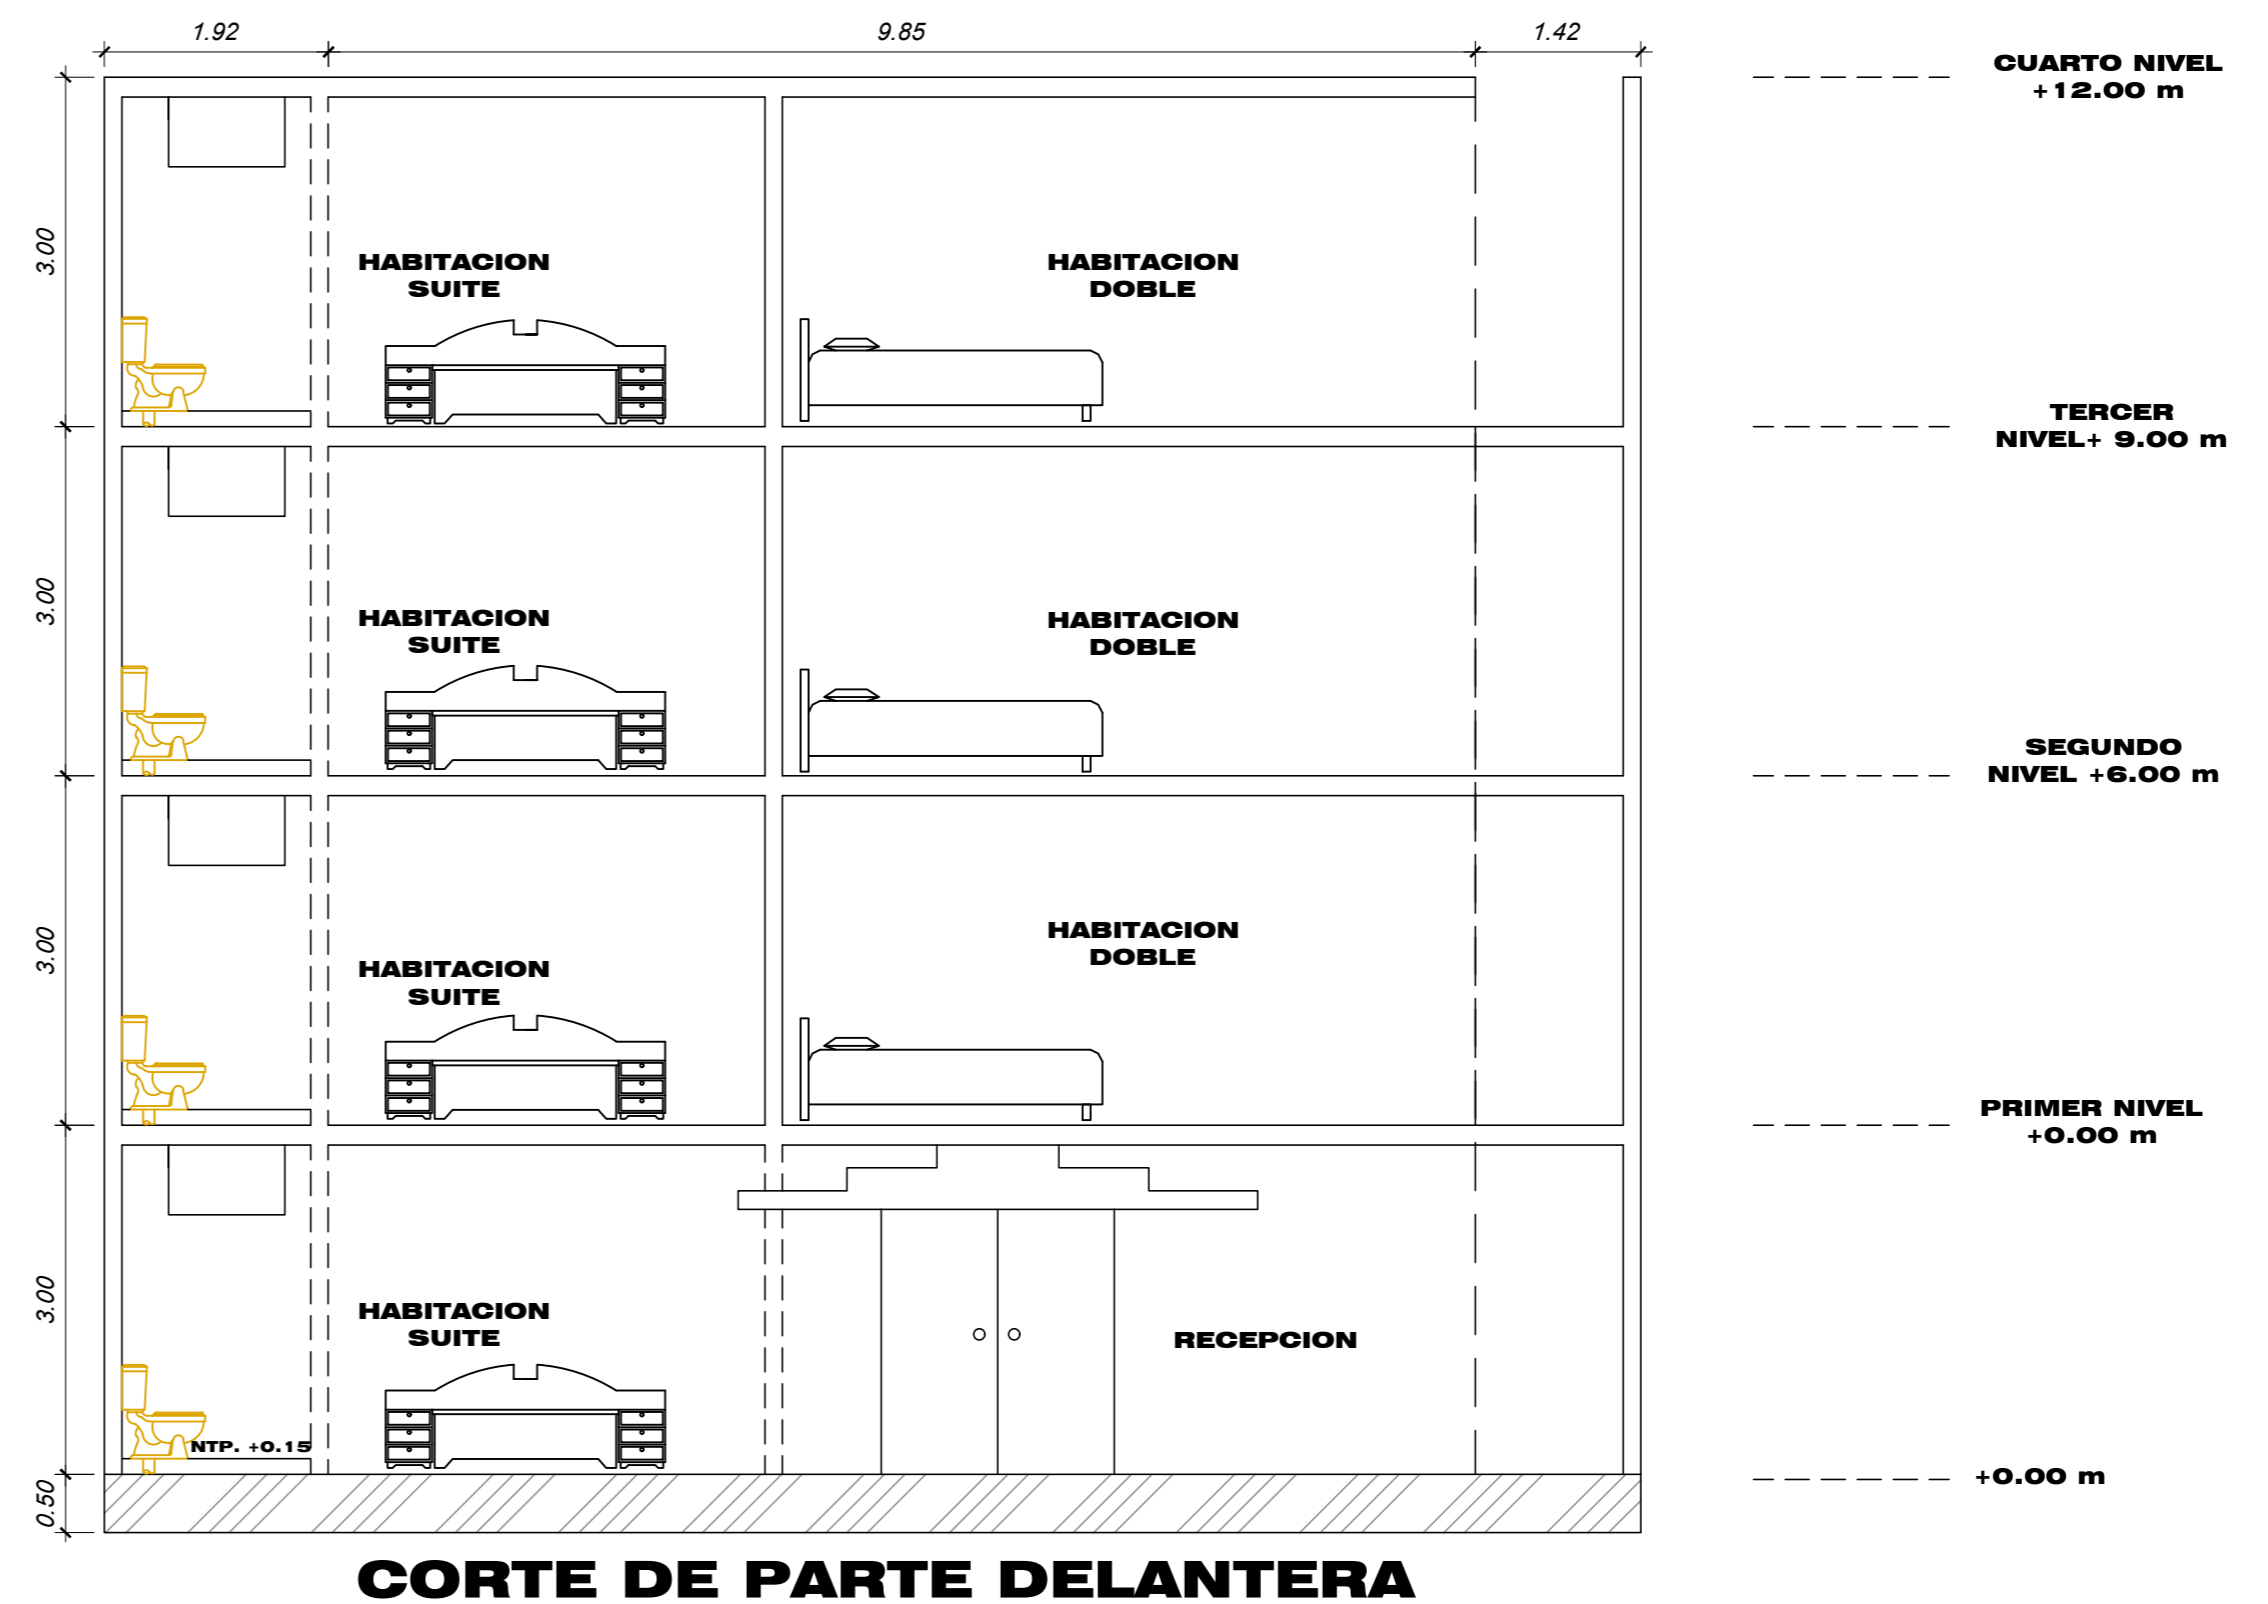 1.92
9.85
1.42
CUARTO NIVEL
+12.00 m
3.00
HABITACION
SUITE
HABITACION
DOBLE
TERCER
NIVEL+ 9.00 m
3.00
HABITACION
SUITE
HABITACION
DOBLE
SEGUNDO
NIVEL +6.00 m
3.00
HABITACION
SUITE
HABITACION
DOBLE
PRIMER NIVEL
+0.00 m
3.00
HABITACION
SUITE
RECEPCION
NTP. +0.15
0.50
+0.00 m
CORTE DE PARTE DELANTERA